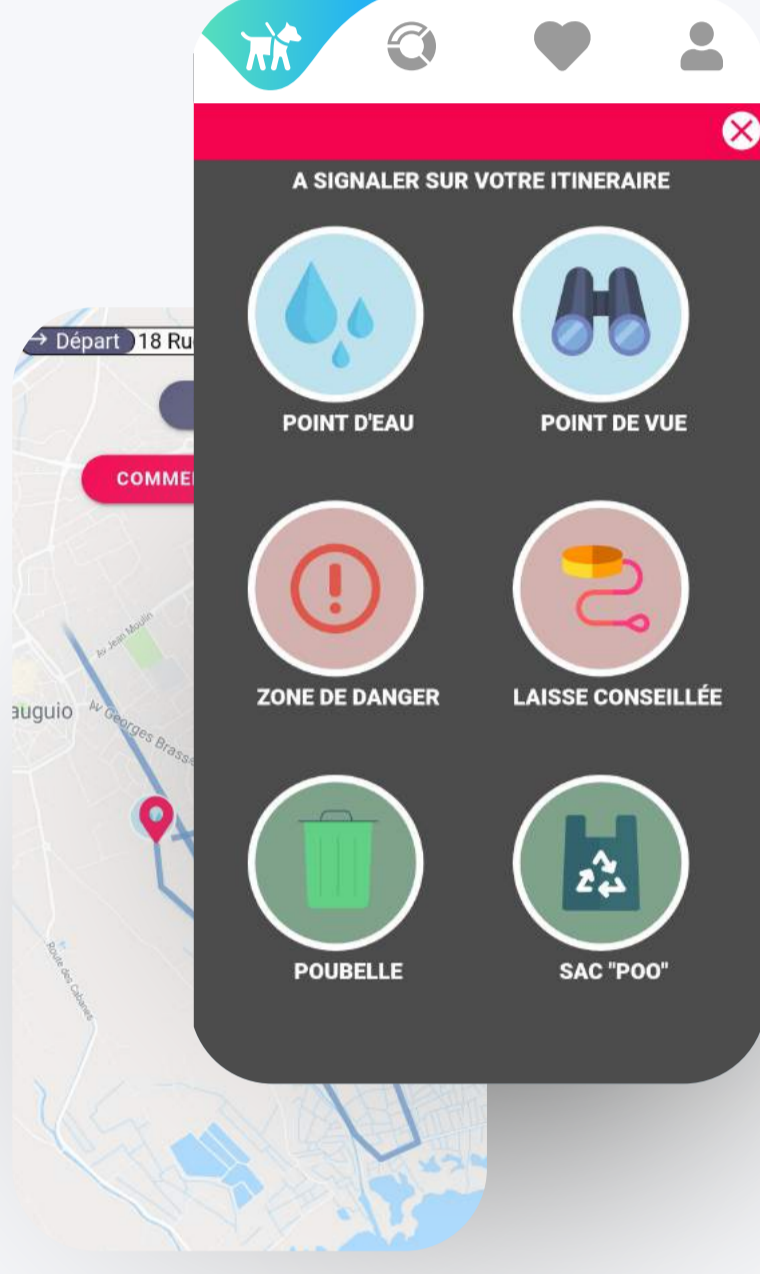 A SIGNALER SUR VOTRE ITINERAIRE
POINT D'EAU
POINT DE VUE
ZONE DE DANGER
LAISSE CONSEILLÉE
POUBELLE
SAC "POO"
Départ
18 Ru
COMME
Av Jean Moulin
auguio
Georges Brass
Route des Cabanes